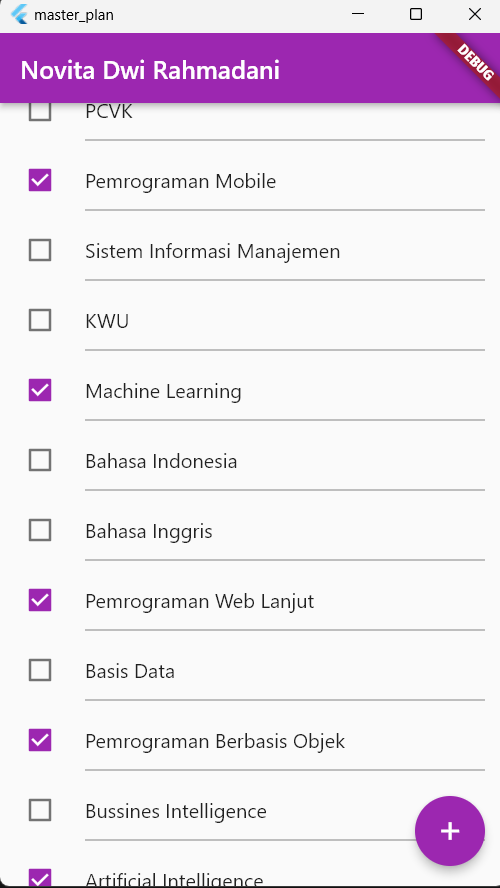 master_plan
Novita Dwi Rahmadani
DEBUG
PCVK
Pemrograman Mobile
Sistem Informasi Manajemen
KWU
Machine Learning
Bahasa Indonesia
Bahasa Inggris
Pemrograman Web Lanjut
Basis Data
Pemrograman Berbasis Objek
Bussines Intelligence
Artificial Intelligence